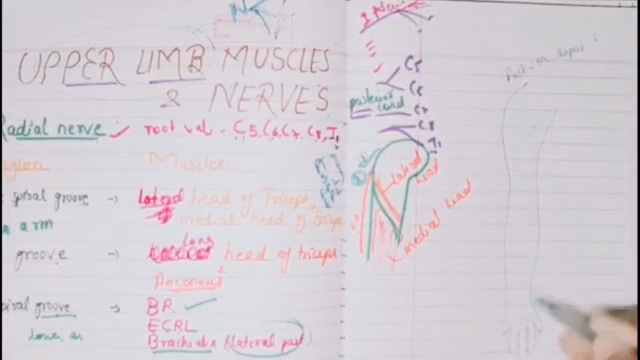 UPPER LIMB MUSCLES
& NERVES
Radial nerve root val - C5, C6, C7, C8, T1
Muscles
spiral groove → lateral head of Triceps
medial head of triceps
arm
groove → Long head of triceps
Anconeus
spiral groove → BR
ECRL
Brachialis (lateral part)
lower
C5
C6
posterior cord
C7
C8
T1
lateral head
medial head